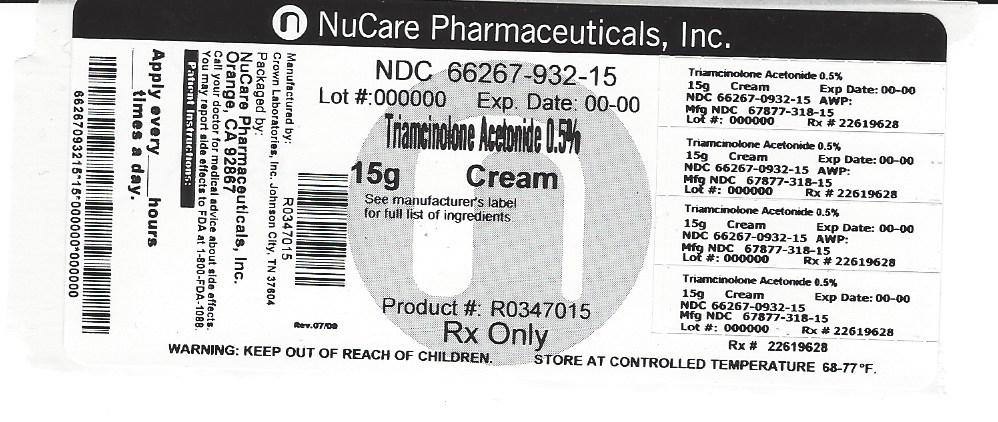 n NuCare Pharmaceuticals, Inc.
NDC 66267-932-15
Lot #:000000 Exp. Date: 00-00
Triamcinolone Acetonide 0.5%
15g Cream
See manufacturer's label
for full list of ingredients
Product #: R0347015
Rx Only
WARNING: KEEP OUT OF REACH OF CHILDREN. STORE AT CONTROLLED TEMPERATURE 68-77°F.
Manufactured by:
Crown Laboratories, Inc. Johnson City, TN 37604
Packaged by:
NuCare Pharmaceuticals, Inc.
Orange, CA 92867
Call your doctor for medical advice about side effects.
You may report side effects to FDA at 1-800-FDA-1088.
Patient Instructions:
Apply every___hours
___times a day.
R0347015
Rev.07/09
66267093215*15*000000*000000
Triamcinolone Acetonide 0.5%
15g Cream Exp Date: 00-00
NDC 66267-0932-15 AWP:
Mfg NDC 67877-318-15
Lot #: 000000 Rx # 22619628
Triamcinolone Acetonide 0.5%
15g Cream Exp Date: 00-00
NDC 66267-0932-15 AWP:
Mfg NDC 67877-318-15
Lot #: 000000 Rx # 22619628
Triamcinolone Acetonide 0.5%
15g Cream Exp Date: 00-00
NDC 66267-0932-15 AWP:
Mfg NDC 67877-318-15
Lot #: 000000 Rx # 22619628
Triamcinolone Acetonide 0.5%
15g Cream Exp Date: 00-00
NDC 66267-0932-15
Mfg NDC 67877-318-15
Lot #: 000000 Rx # 22619628
Rx # 22619628